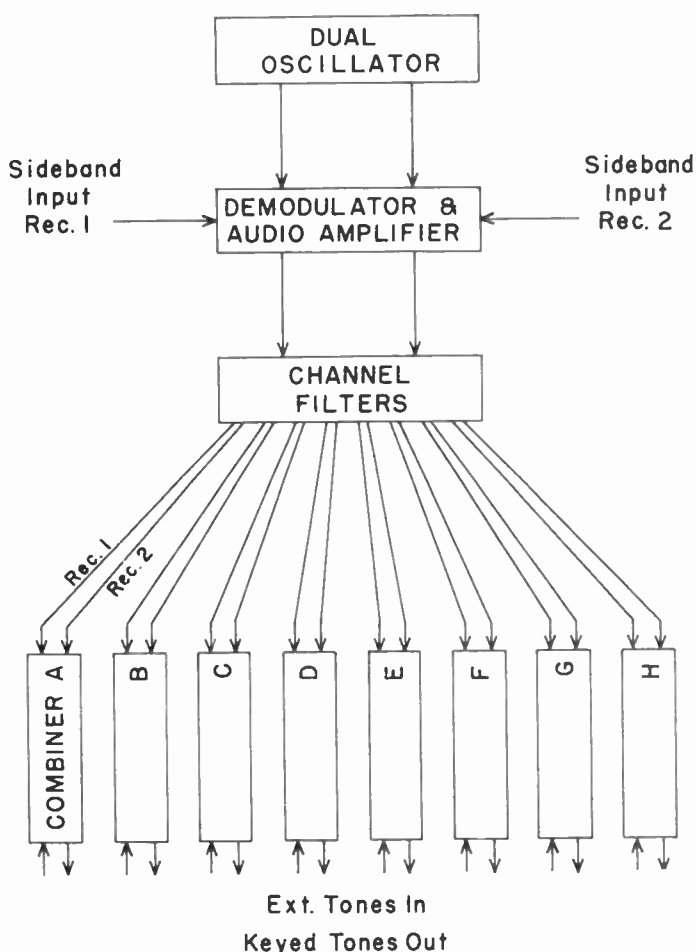 DUAL
OSCILLATOR
Sideband
Input
Rec. 1
Sideband
Input
Rec. 2
DEMODULATOR &
AUDIO AMPLIFIER
CHANNEL
FILTERS
Rec. 1
Rec. 2
COMBINER A
B
C
D
E
F
G
H
Ext. Tones In
Keyed Tones Out